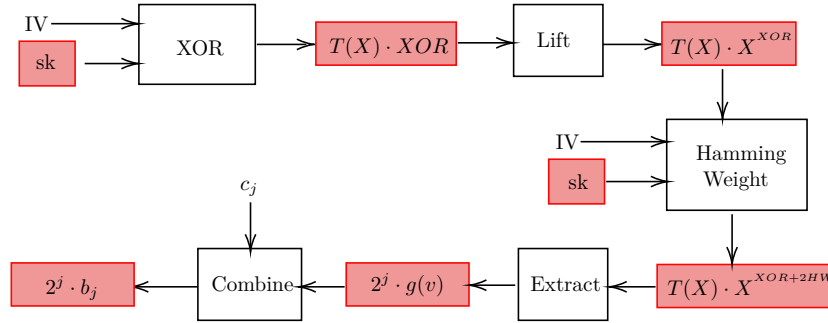 IV
sk
XOR
T(X) · XOR
Lift
T(X) · X^{XOR}
IV
sk
Hamming
Weight
c_j
2^j · b_j
Combine
2^j · g(v)
Extract
T(X) · X^{XOR+2HW}